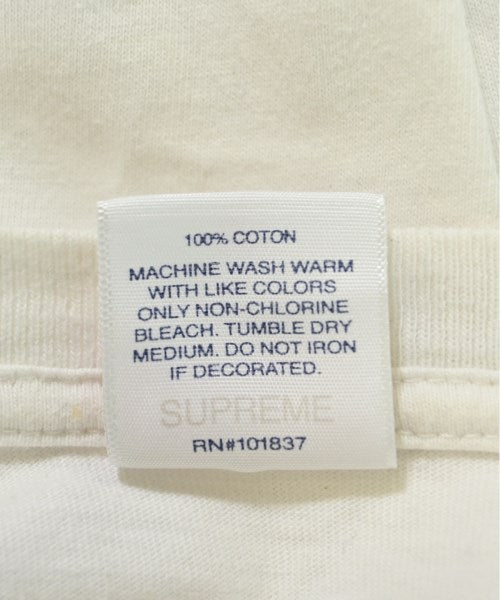 100% COTON
MACHINE WASH WARM
WITH LIKE COLORS
ONLY NON-CHLORINE
BLEACH. TUMBLE DRY
MEDIUM. DO NOT IRON
IF DECORATED.
SUPREME
RN#101837